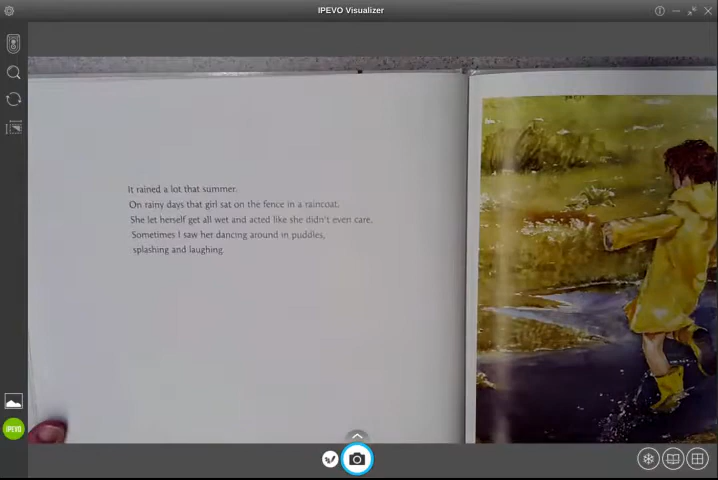 IPEVO Visualizer
It rained a lot that summer.
On rainy days that girl sat on the fence in a raincoat.
She let herself get all wet and acted like she didn't even care.
Sometimes I saw her dancing around in puddles,
splashing and laughing
IPEVO